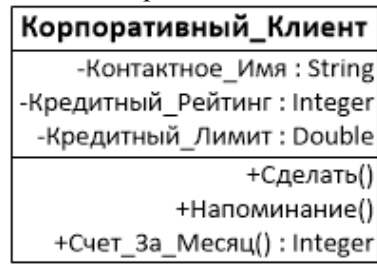 Корпоративный_Клиент
-Контактное_Имя : String
-Кредитный_Рейтинг : Integer
-Кредитный_Лимит : Double
+Сделать()
+Напоминание()
+Счет_За_Месяц() : Integer